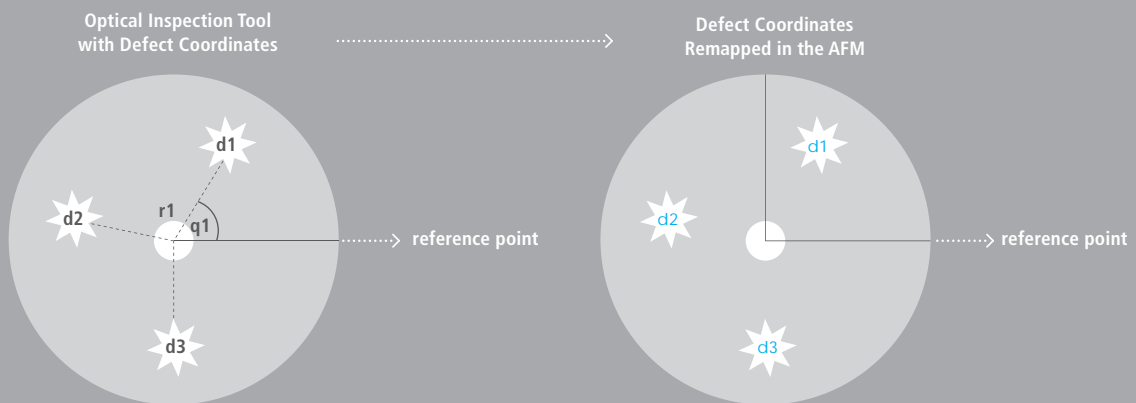 Optical Inspection Tool
with Defect Coordinates
Defect Coordinates
Remapped in the AFM
d1
d2
r1
q1
reference point
d3
d1
d2
reference point
d3